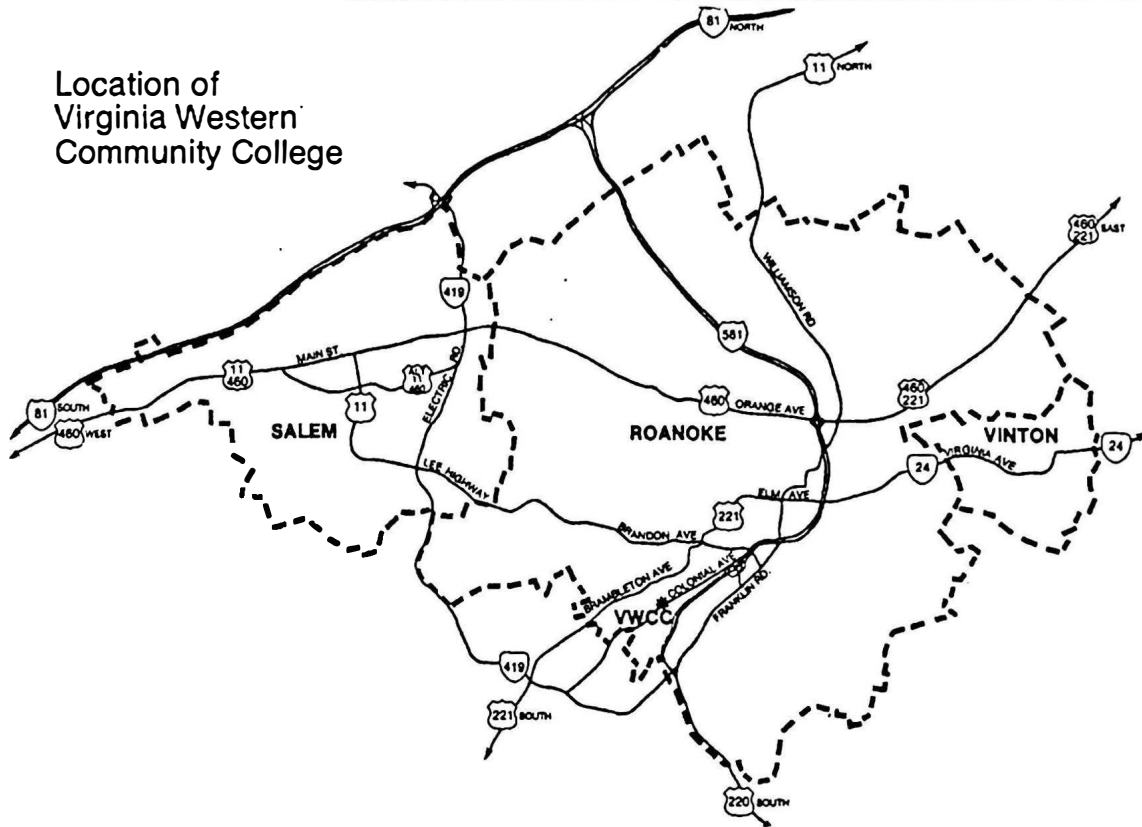 Location of
Virginia Western
Community College
81
NORTH
11
NORTH
460
221
EAST
419
WILLIAMSON RD
581
MAIN ST
11
460
ALT
11
460
ELECTRIC RD
11
460
ORANGE AVE
460
221
81
SOUTH
460
WEST
SALEM
ROANOKE
VINTON
VIRGINIA AVE
24
24
LEE HIGHWAY
ELM AVE
221
BRANDON AVE
BRAMBLETON AVE
COLONIAL AVE
FRANKLIN RD.
VWCC
419
221
SOUTH
220
SOUTH